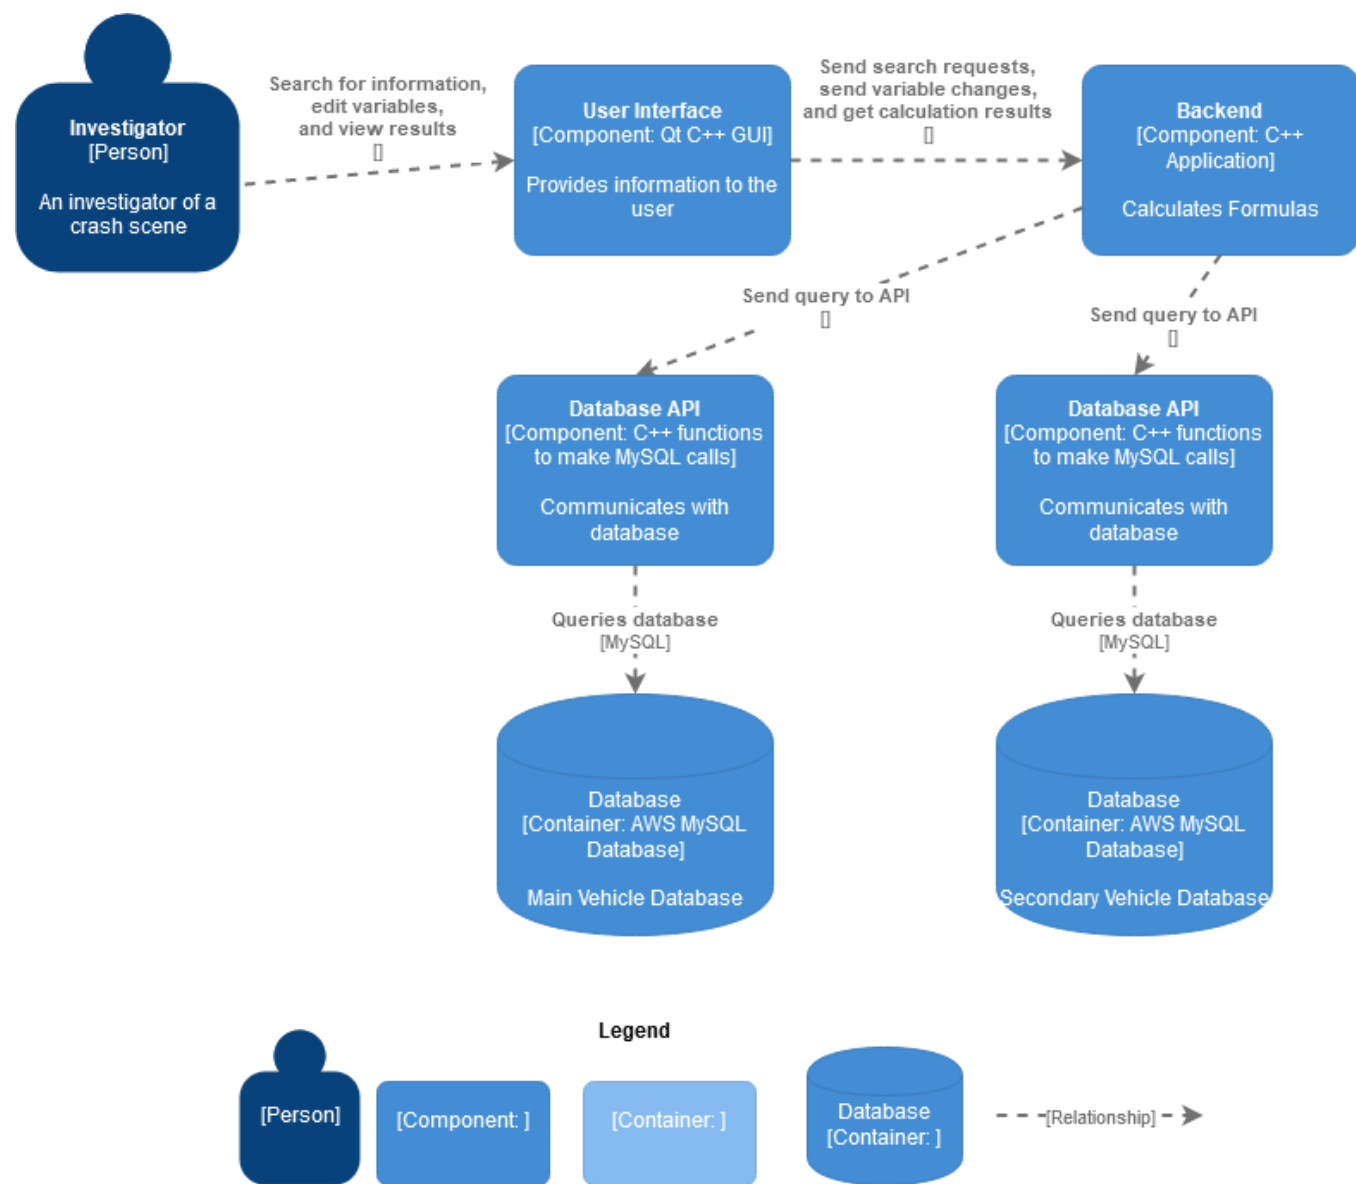 Investigator
[Person]
An investigator of a
crash scene
Search for information,
edit variables,
and view results
[]
User Interface
[Component: Qt C++ GUI]
Provides information to the
user
Send search requests,
send variable changes,
and get calculation results
[]
Backend
[Component: C++
Application]
Calculates Formulas
Send query to API
[]
Send query to API
[]
Database API
[Component: C++ functions
to make MySQL calls]
Communicates with
database
Database API
[Component: C++ functions
to make MySQL calls]
Communicates with
database
Queries database
[MySQL]
Queries database
[MySQL]
Database
[Container: AWS MySQL
Database]
Main Vehicle Database
Database
[Container: AWS MySQL
Database]
Secondary Vehicle Database
Legend
[Person]
[Component: ]
[Container: ]
Database
[Container: ]
[Relationship]